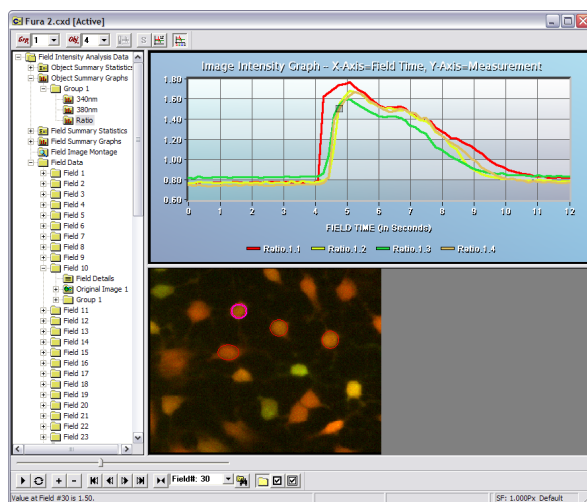 Fura 2.cxd [Active]
Grp 1 Obj 4 S
Field Intensity Analysis Data
Object Summary Statistics
Object Summary Graphs
Group 1
340nm
380nm
Ratio
Field Summary Statistics
Field Summary Graphs
Field Image Montage
Field Data
Field 1
Field 2
Field 3
Field 4
Field 5
Field 6
Field 7
Field 8
Field 9
Field 10
Field Details
Original Image 1
Group 1
Field 11
Field 12
Field 13
Field 14
Field 15
Field 16
Field 17
Field 18
Field 19
Field 20
Field 21
Field 22
Field 23
Image Intensity Graph - X-Axis=Field Time, Y-Axis=Measurement
1.80
1.60
1.40
1.20
1.00
0.80
0.60
0 1 2 3 4 5 6 7 8 9 10 11 12
FIELD TIME (In Seconds)
Ratio.1.1 Ratio.1.2 Ratio.1.3 Ratio.1.4
Field#: 30
Value at Field #30 is 1.50.
SF: 1.000Px Default